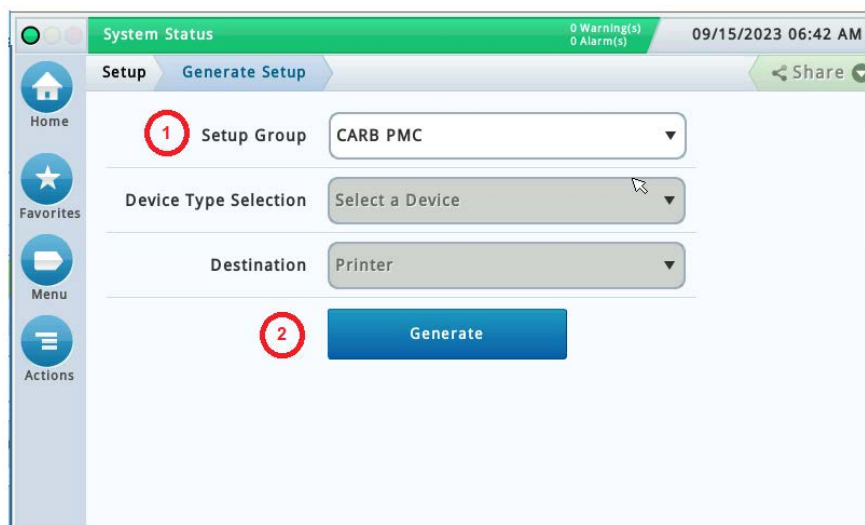 System Status
0 Warning(s)
0 Alarm(s)
09/15/2023 06:42 AM
Setup
Generate Setup
Share
Home
1
Setup Group
CARB PMC
Favorites
Device Type Selection
Select a Device
Destination
Printer
Menu
2
Generate
Actions